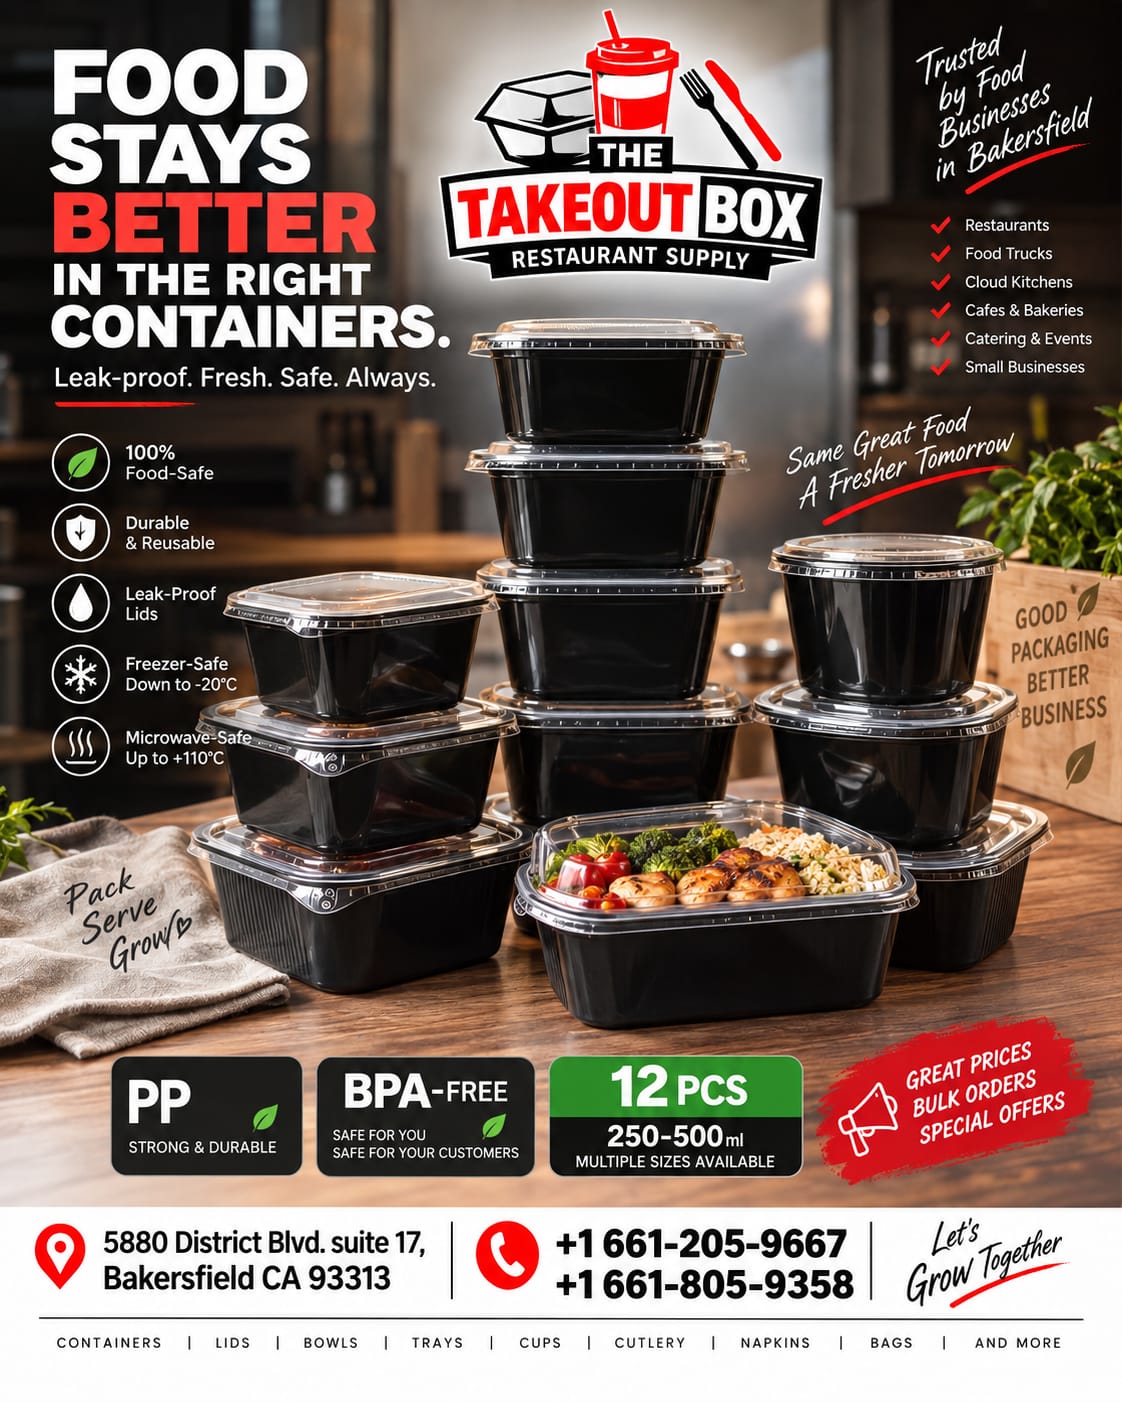 FOOD
STAYS
BETTER
IN THE RIGHT
CONTAINERS.
Leak-proof. Fresh. Safe. Always.
THE
TAKEOUT BOX
RESTAURANT SUPPLY
Trusted
by Food
Businesses
in Bakersfield
Restaurants
Food Trucks
Cloud Kitchens
Cafes & Bakeries
Catering & Events
Small Businesses
Same Great Food
A Fresher Tomorrow
100%
Food-Safe
Durable
& Reusable
Leak-Proof
Lids
Freezer-Safe
Down to -20°C
Microwave-Safe
Up to +110°C
GOOD
PACKAGING
BETTER
BUSINESS
Pack
Serve
Grow
PP
STRONG & DURABLE
BPA-FREE
SAFE FOR YOU
SAFE FOR YOUR CUSTOMERS
12 PCS
250-500 ml
MULTIPLE SIZES AVAILABLE
GREAT PRICES
BULK ORDERS
SPECIAL OFFERS
5880 District Blvd. suite 17,
Bakersfield CA 93313
+1 661-205-9667
+1 661-805-9358
Let's
Grow Together
CONTAINERS | LIDS | BOWLS | TRAYS | CUPS | CUTLERY | NAPKINS | BAGS | AND MORE